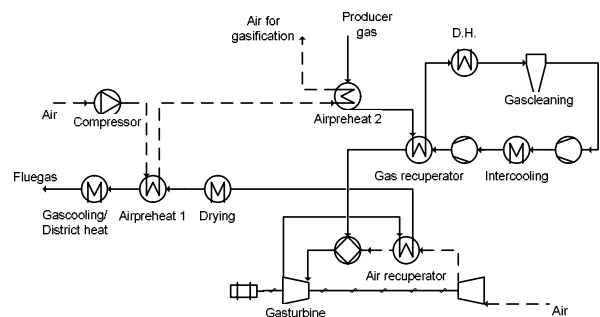 Air for
gasification
Producer
gas
D.H.
Gascleaning
Air
Compressor
Airpreheat 2
Gas recuperator
Intercooling
Fluegas
Gascooling/
District heat
Airpreheat 1
Drying
Air recuperator
Gasturbine
Air